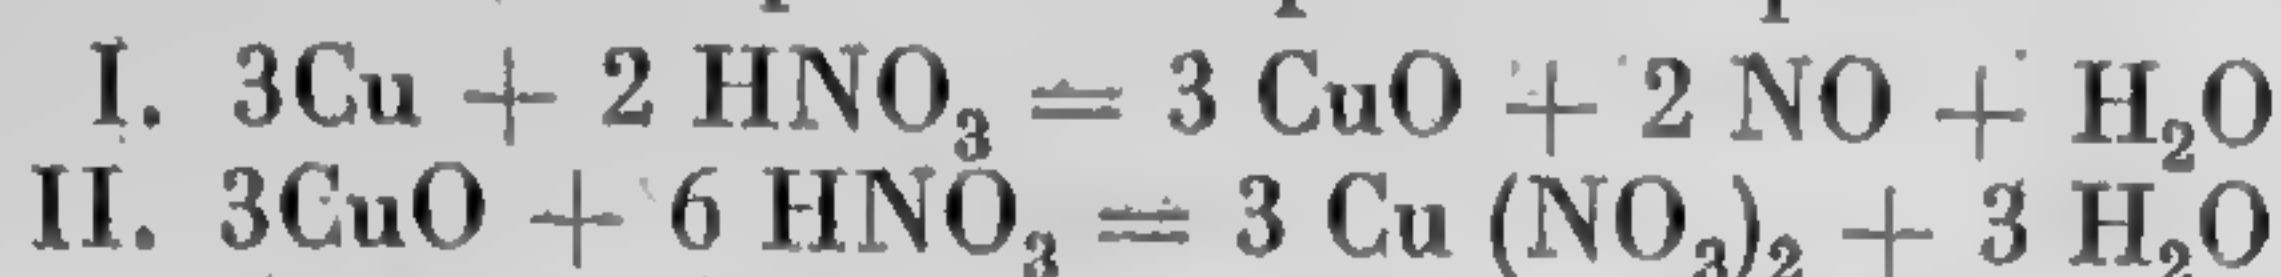 I. 3Cu + 2 HNO₃ = 3 CuO + 2 NO + H₂O
II. 3CuO + 6 HNO₃ = 3 Cu (NO₃)₂ + 3 H₂O